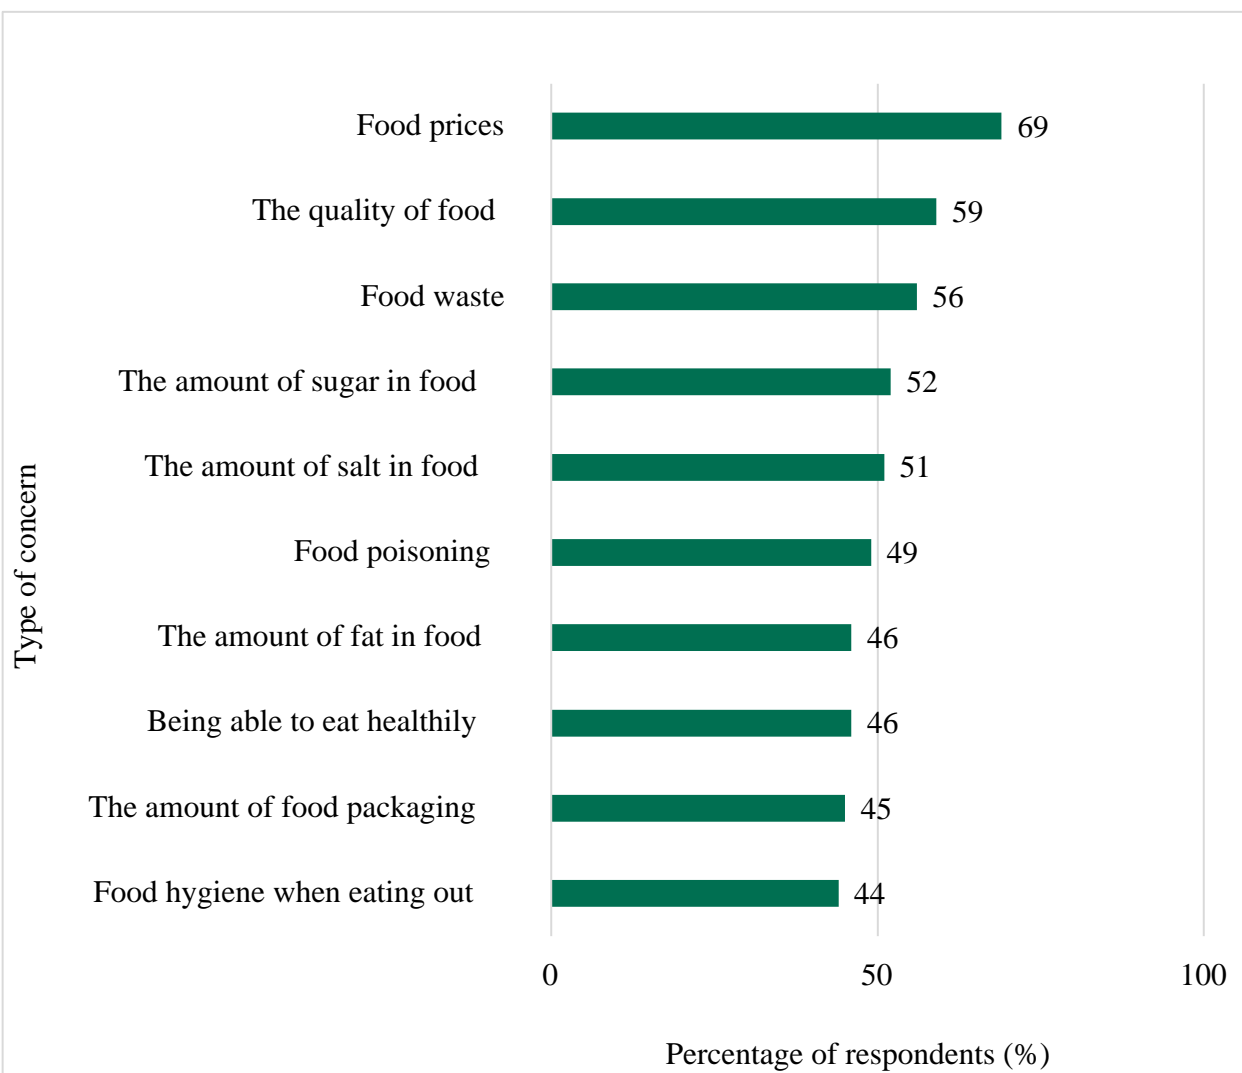 Food prices 69
The quality of food 59
Food waste 56
The amount of sugar in food 52
The amount of salt in food 51
Food poisoning 49
The amount of fat in food 46
Being able to eat healthily 46
The amount of food packaging 45
Food hygiene when eating out 44
Type of concern
0 50 100
Percentage of respondents (%)